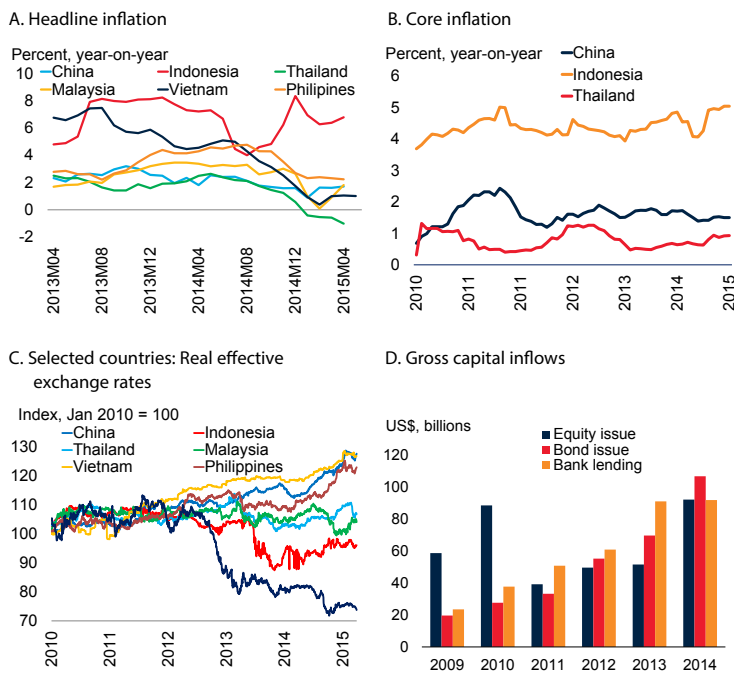 A. Headline inflation
Percent, year-on-year
China Indonesia Thailand
Malaysia Vietnam Philipines
10
8
6
4
2
0
-2
2013M04 2013M08 2013M12 2014M04 2014M08 2014M12 2015M04
B. Core inflation
Percent, year-on-year
China
Indonesia
Thailand
6
5
4
3
2
1
0
2010 2011 2011 2012 2013 2014 2015
C. Selected countries: Real effective
exchange rates
Index, Jan 2010 = 100
China Indonesia
Thailand Malaysia
Vietnam Philippines
130
120
110
100
90
80
70
2010 2011 2012 2013 2014 2015
D. Gross capital inflows
US$, billions
Equity issue
Bond issue
Bank lending
120
100
80
60
40
20
0
2009 2010 2011 2012 2013 2014